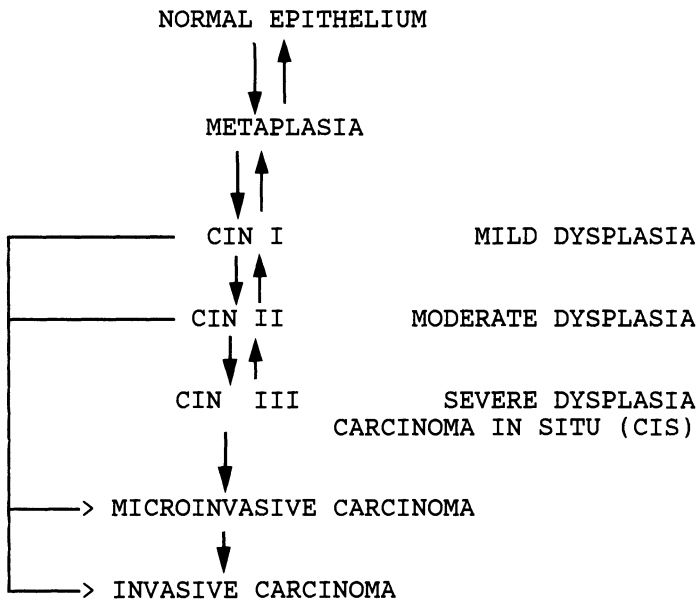 NORMAL EPITHELIUM
METAPLASIA
CIN I MILD DYSPLASIA
CIN II MODERATE DYSPLASIA
CIN III SEVERE DYSPLASIA
CARCINOMA IN SITU (CIS)
> MICROINVASIVE CARCINOMA
> INVASIVE CARCINOMA